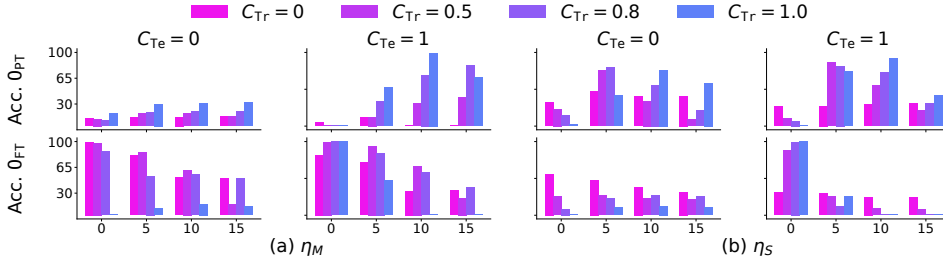 C_Tr = 0 C_Tr = 0.5 C_Tr = 0.8 C_Tr = 1.0
C_Te = 0 C_Te = 1 C_Te = 0 C_Te = 1
Acc. 0_PT
100
65
30
Acc. 0_FT
100
65
30
0 5 10 15 0 5 10 15 0 5 10 15 0 5 10 15
(a) η_M (b) η_S